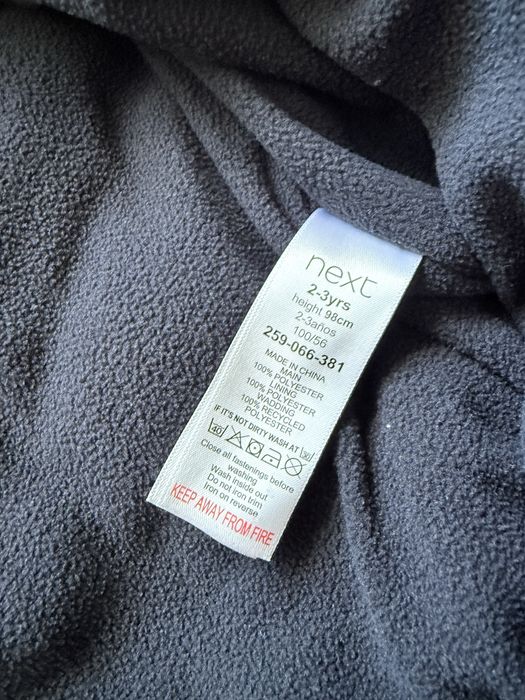 next
2-3yrs
height 98cm
2-3años
100/56
259-066-381
MADE IN CHINA
MAIN
100% POLYESTER
LINING
100% POLYESTER
WADDING
100% RECYCLED
POLYESTER
IF IT'S NOT DIRTY WASH AT 30
40
Close all fastenings before
washing
Wash inside out
Do not iron trim
Iron on reverse
KEEP AWAY FROM FIRE